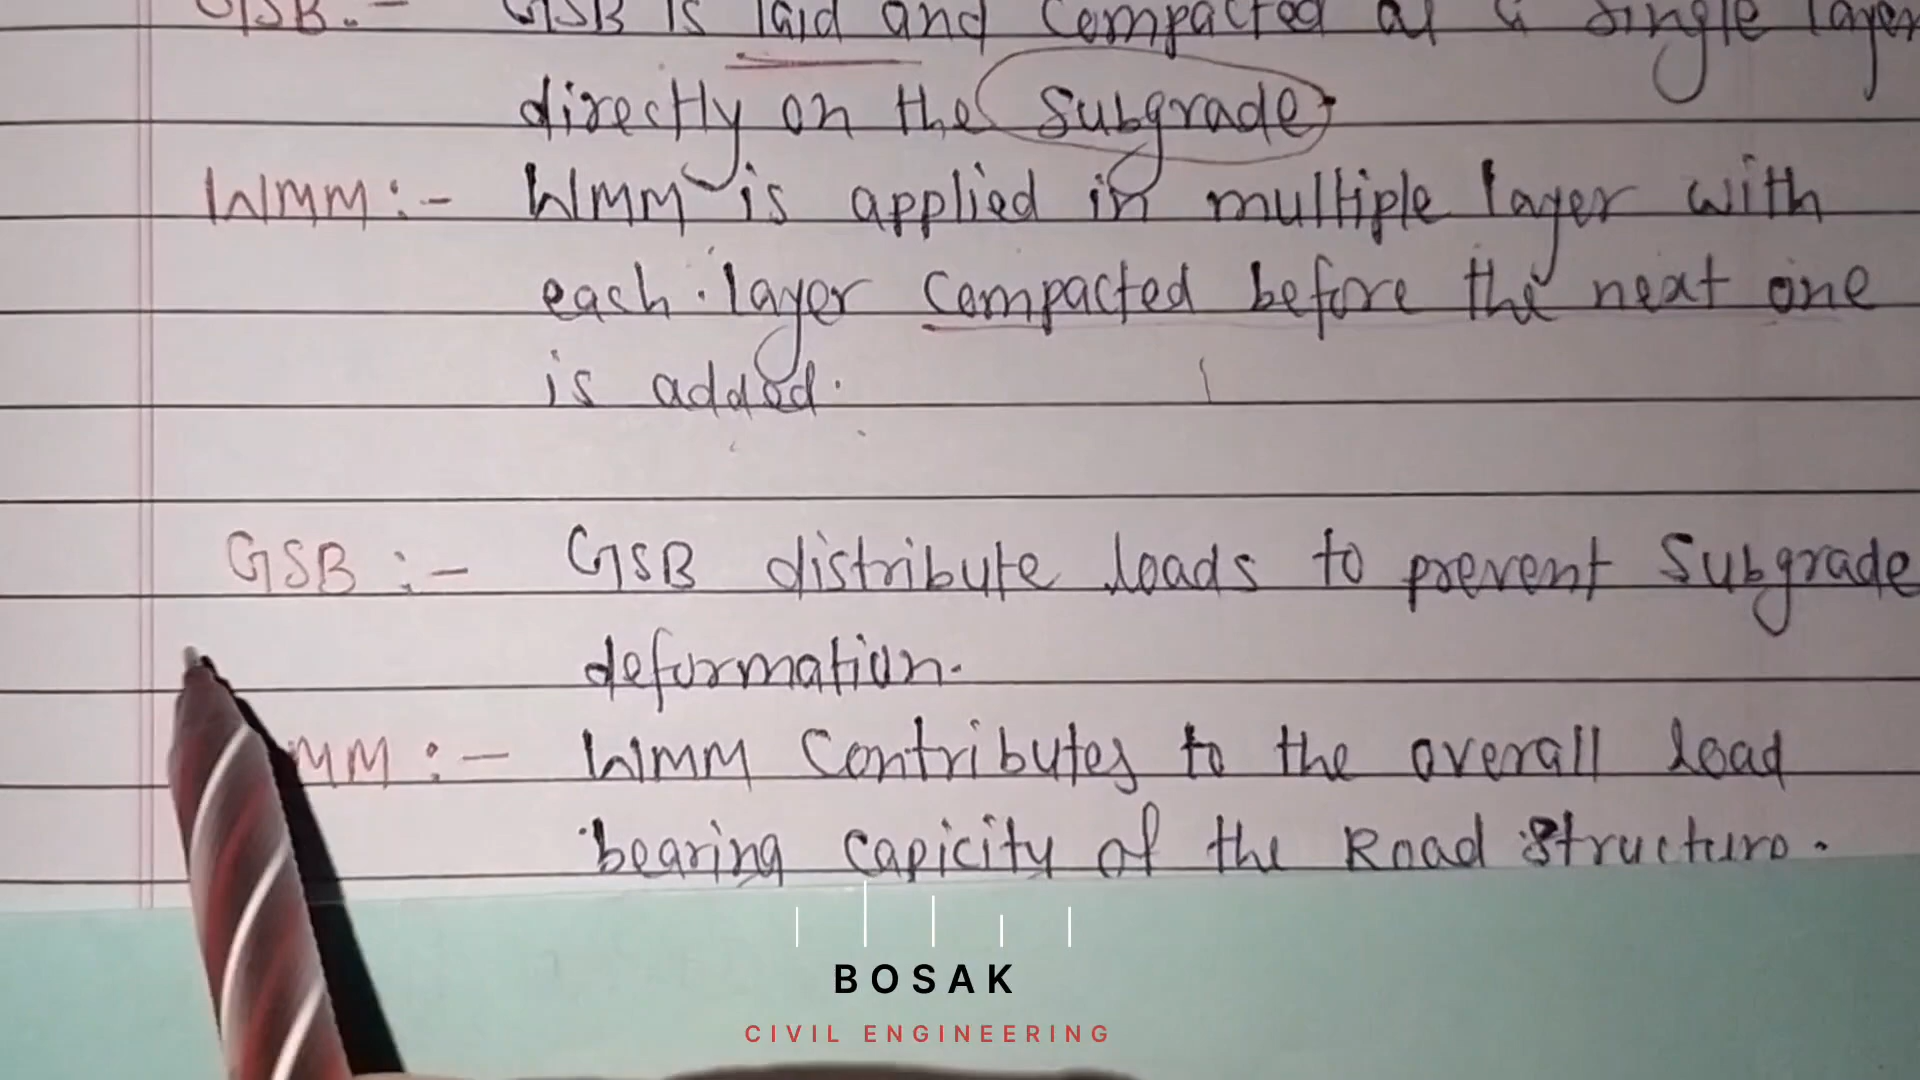 GSB:- GSB is laid and compacted as a single layer
directly on the Subgrade.
WMM:- WMM is applied in multiple layer with
each layer compacted before the next one
is added.
GSB:- GSB distribute loads to prevent Subgrade
deformation.
MM:- WMM Contributes to the overall load
bearing capicity of the Road Structure.
BOSAK
CIVIL ENGINEERING